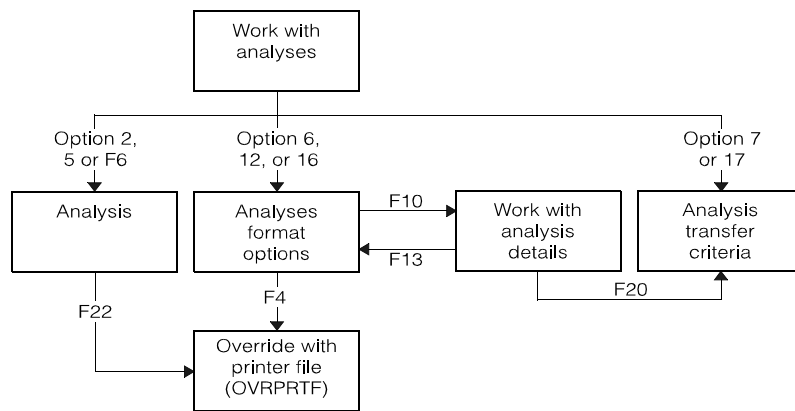 Work with
analyses
Option 2,
5 or F6
Option 6,
12, or 16
Option 7
or 17
Analysis
Analyses
format
options
F10
F13
Work with
analysis
details
Analysis
transfer
criteria
F22
F4
F20
Override with
printer file
(OVRPRTF)